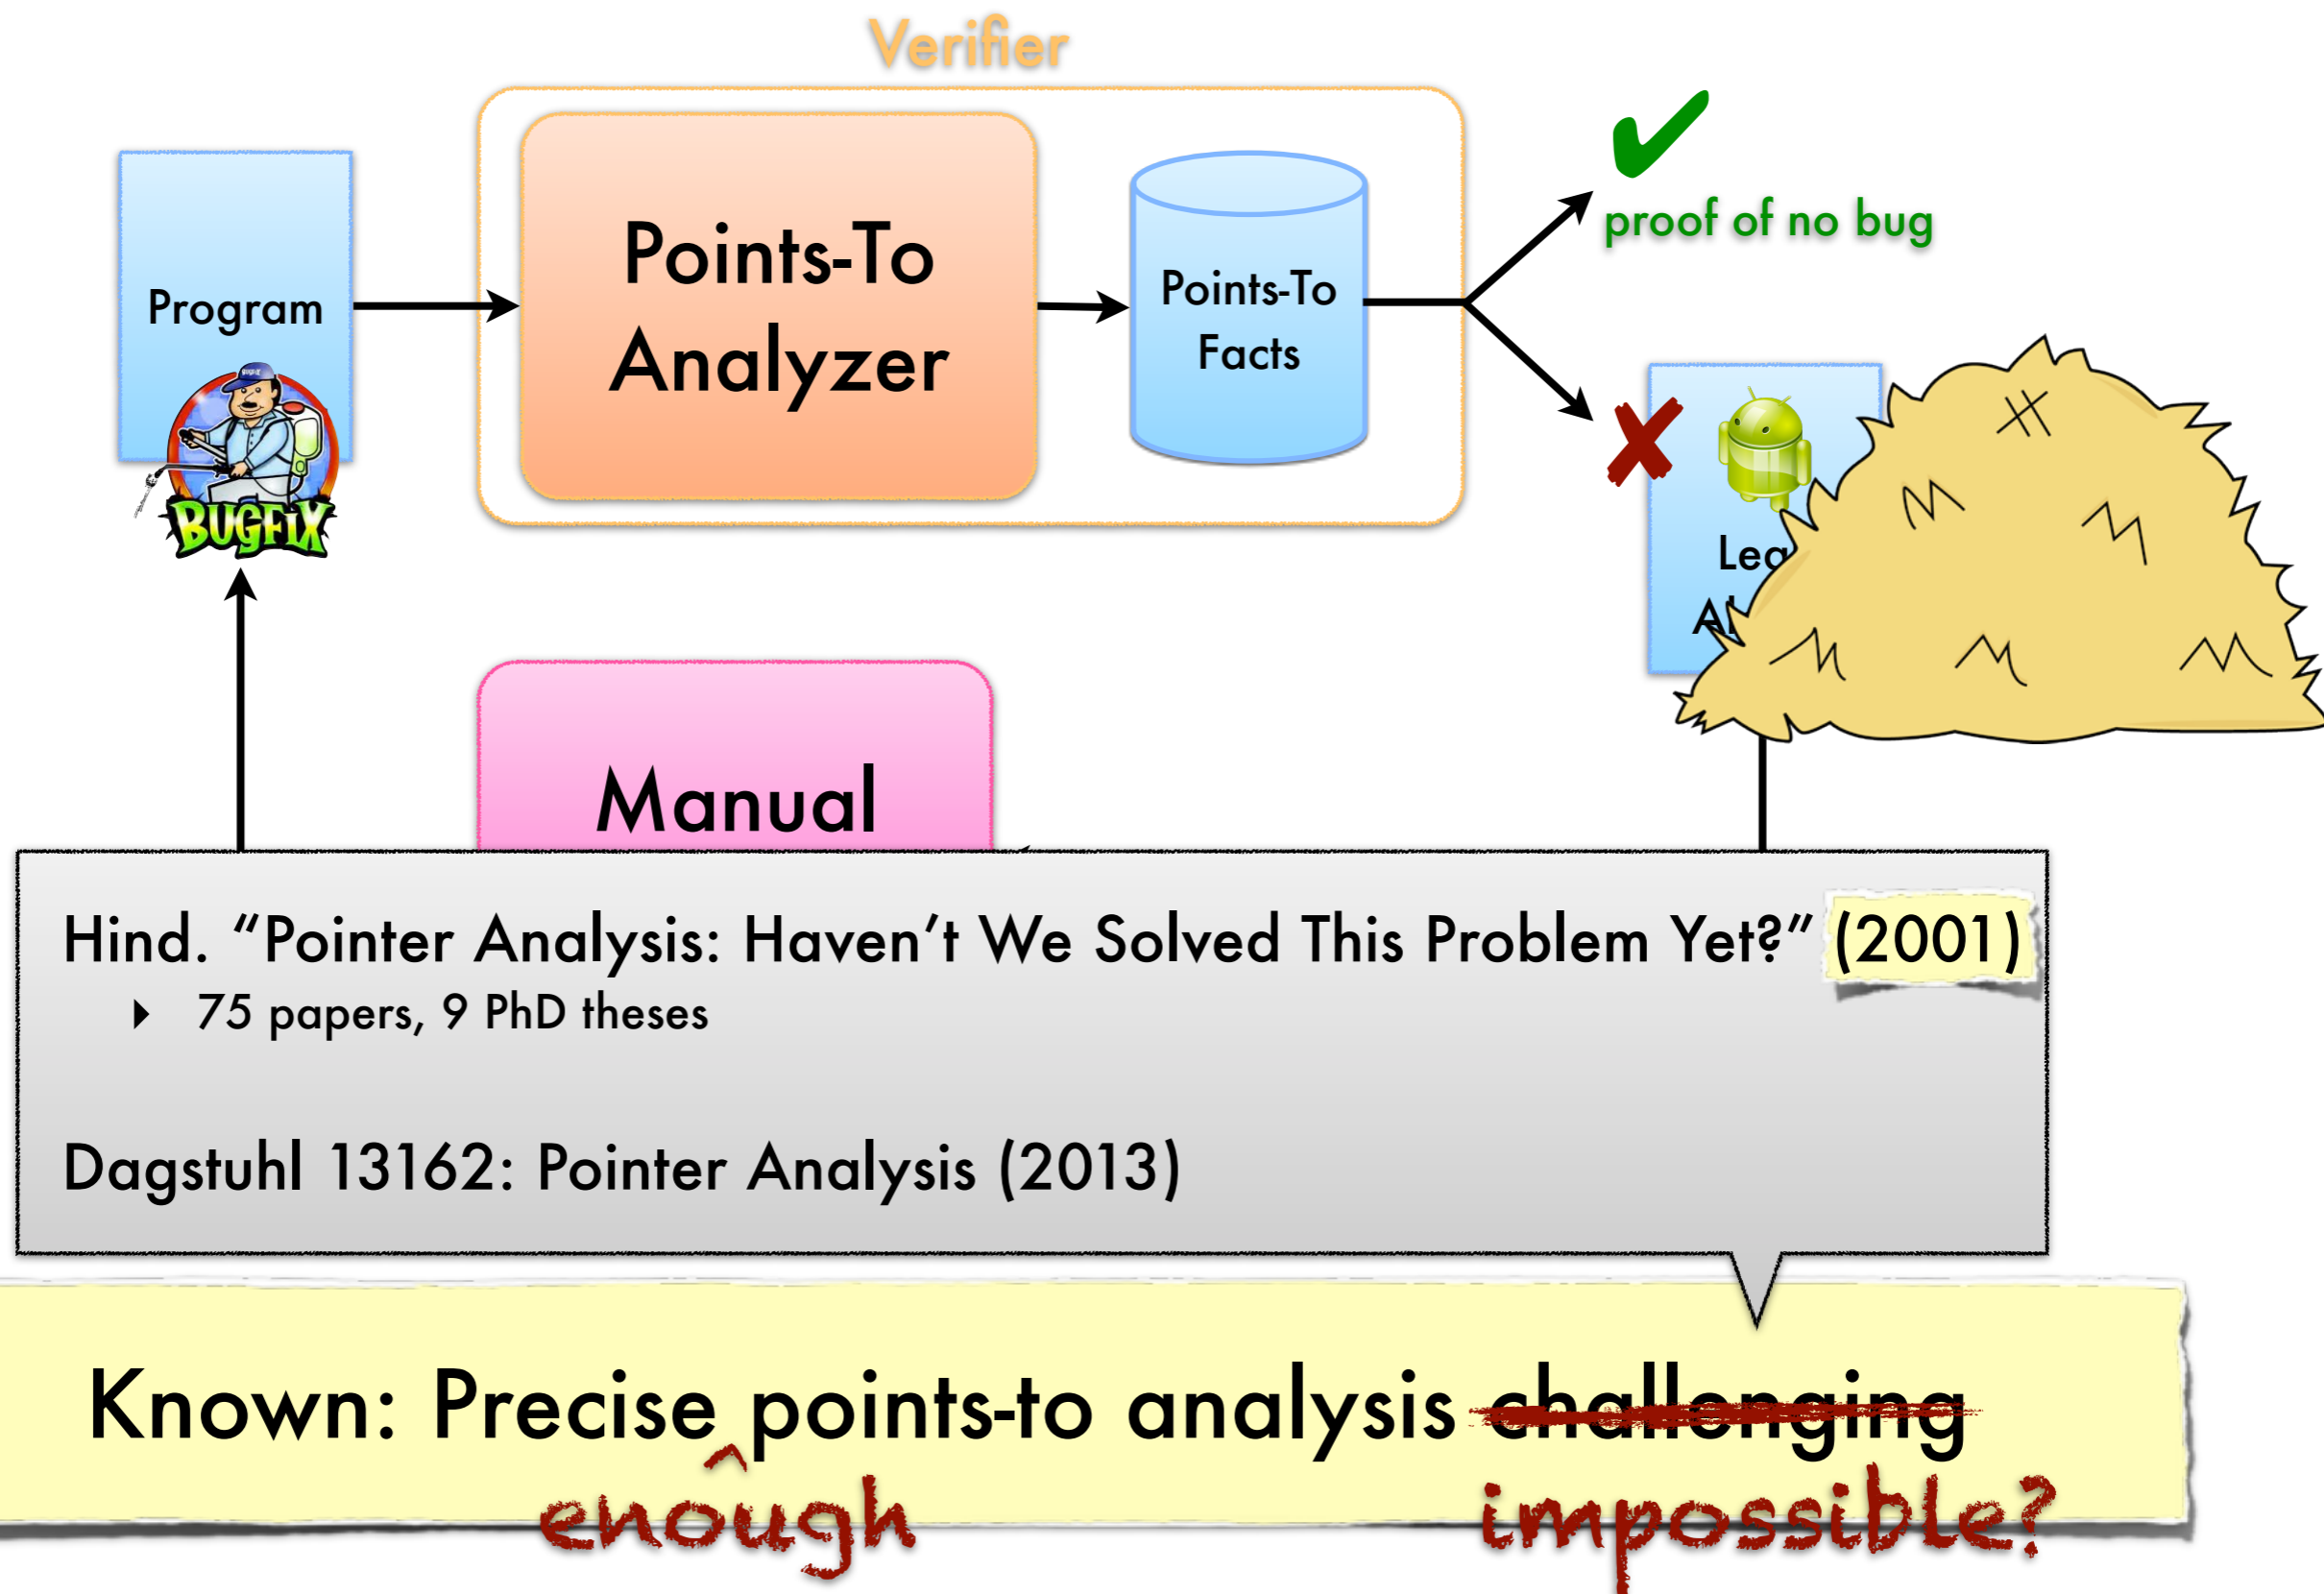 Verifier
Program
BUGFIX
Points-To
Analyzer
Points-To
Facts
proof of no bug
Manual
Hind. “Pointer Analysis: Haven’t We Solved This Problem Yet?” (2001)
‣ 75 papers, 9 PhD theses
Dagstuhl 13162: Pointer Analysis (2013)
Known: Precise points-to analysis challenging
enough impossible?